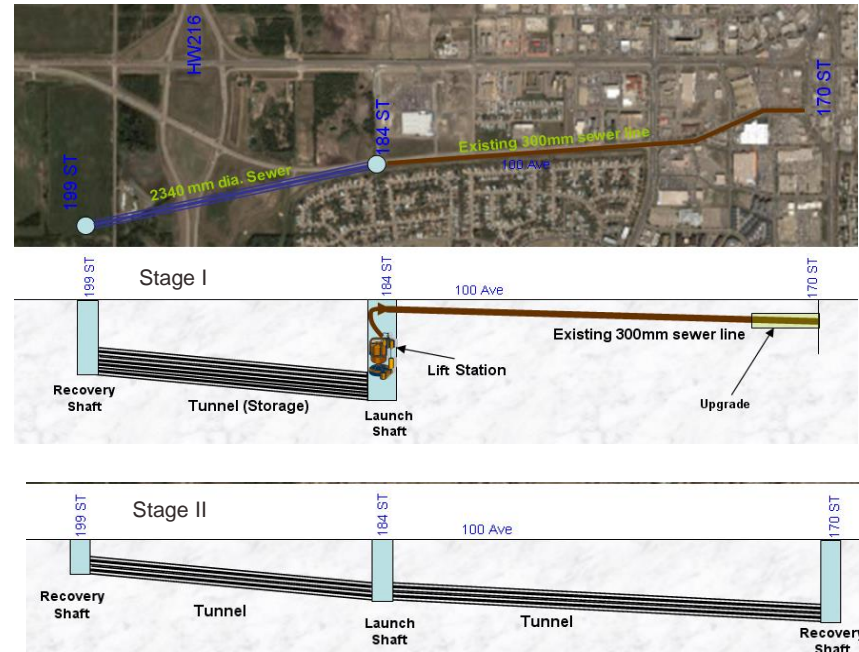 HW216
170 ST
184 ST
Existing 300mm sewer line
100 Ave
2340 mm dia. Sewer
199 ST
Stage I
199 ST
184 ST
100 Ave
170 ST
Existing 300mm sewer line
Lift Station
Recovery
Shaft
Tunnel (Storage)
Launch
Shaft
Upgrade
Stage II
199 ST
184 ST
100 Ave
170 ST
Recovery
Shaft
Tunnel
Launch
Shaft
Tunnel
Recovery
Shaft